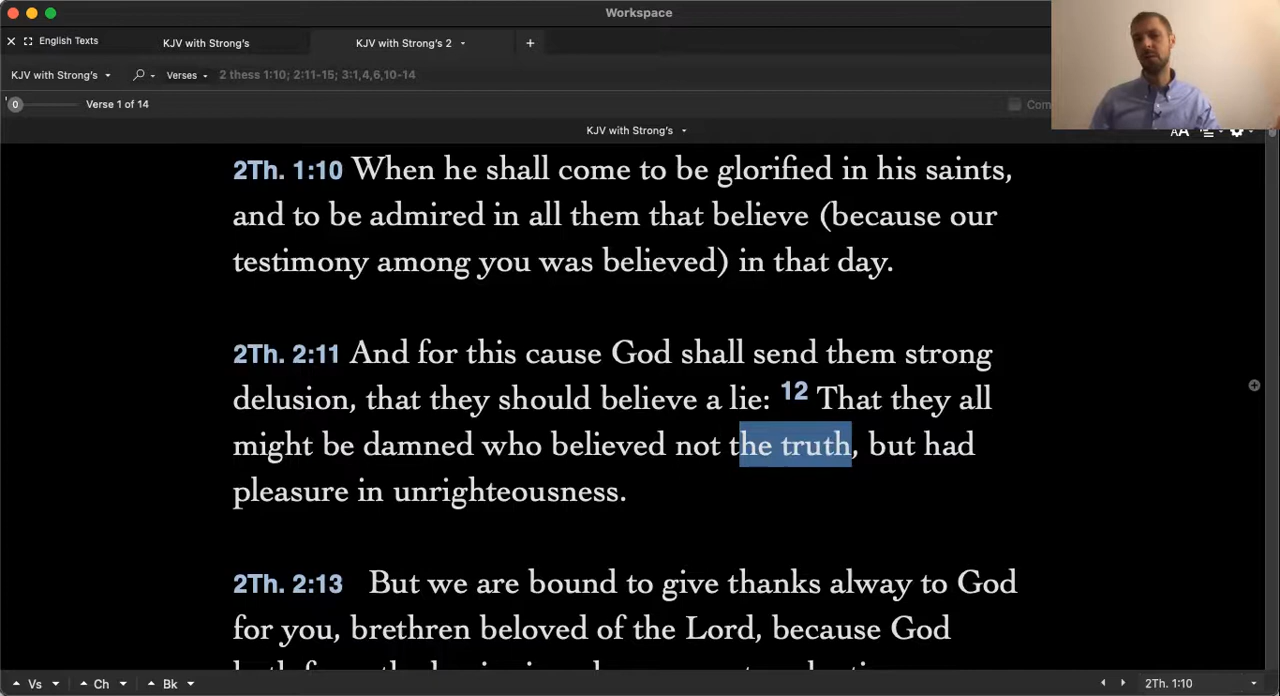 Workspace
English Texts KJV with Strong's KJV with Strong's 2 +
KJV with Strong's Verses 2 thess 1:10; 2:11-15; 3:1,4,6,10-14
0 Verse 1 of 14 Com
KJV with Strong's
AA
2Th. 1:10 When he shall come to be glorified in his saints,
and to be admired in all them that believe (because our
testimony among you was believed) in that day.
2Th. 2:11 And for this cause God shall send them strong
delusion, that they should believe a lie: 12 That they all
might be damned who believed not the truth, but had
pleasure in unrighteousness.
2Th. 2:13 But we are bound to give thanks alway to God
for you, brethren beloved of the Lord, because God
Vs Ch Bk 2Th. 1:10